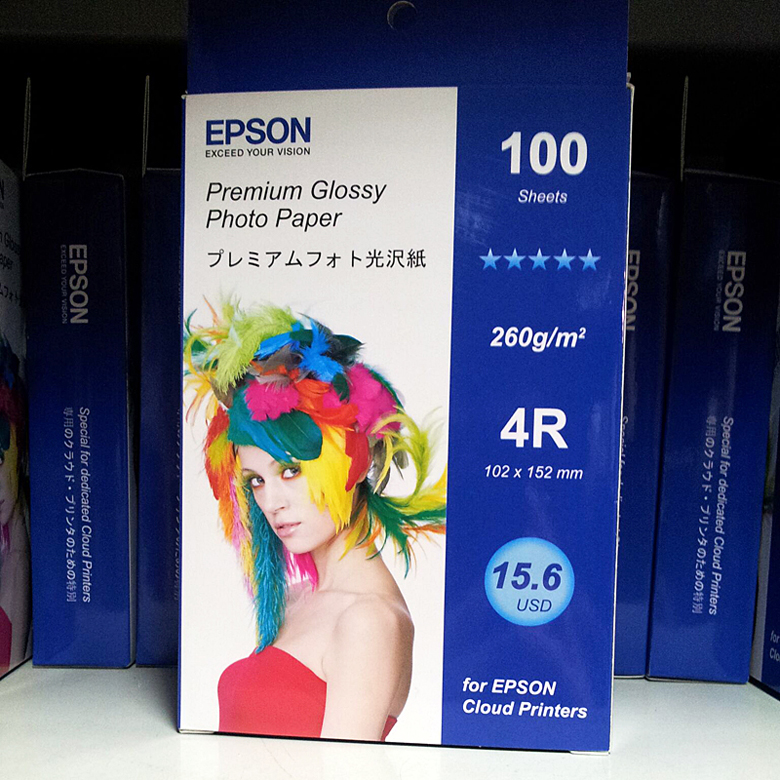 EPSON
EXCEED YOUR VISION
Premium Glossy
Photo Paper
プレミアムフォト光沢紙
100
Sheets
260g/m²
4R
102 x 152 mm
15.6
USD
for EPSON
Cloud Printers
EPSON
EXCEED YOUR VISION
Special for dedicated Cloud Printers
専用のクラウド・プリンタのための特別
EPSON
EPSON
EXCEED YOUR VISION
Special for dedicated Cloud Printers
専用のクラウド・プリンタのための特別